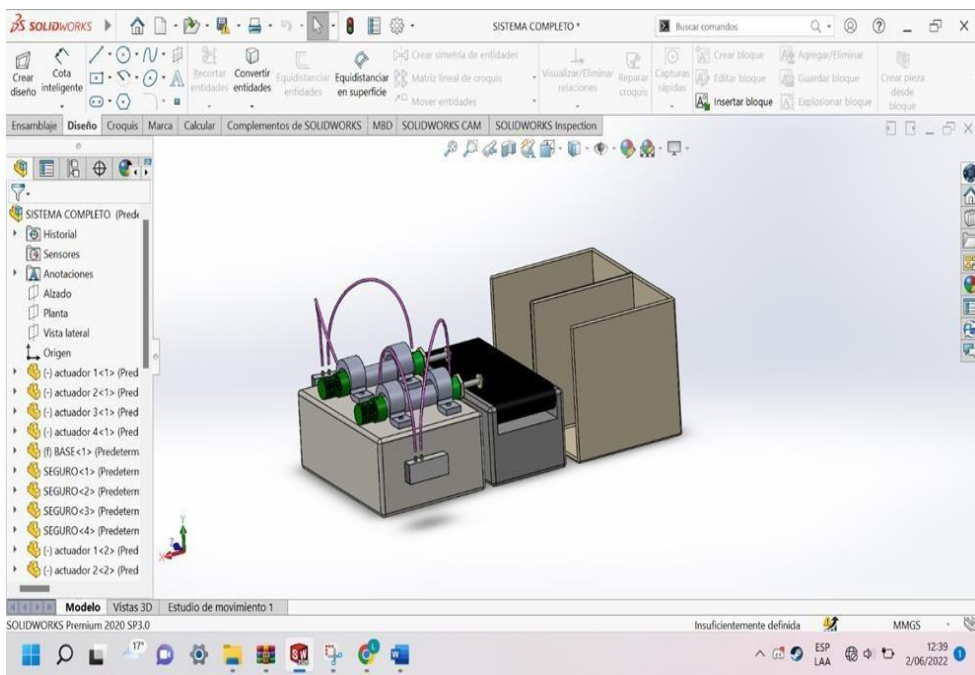 SOLIDWORKS
SISTEMA COMPLETO *
Buscar comandos
Crear diseño
Cota inteligente
Recortar entidades
Convertir entidades
Equidistanciar entidades
Equidistanciar en superficie
Crear simetría de entidades
Matriz lineal de croquis
Mover entidades
Visualizar/Eliminar relaciones
Reparar croquis
Capturas rápidas
Crear bloque
Editar bloque
Insertar bloque
Agregar/Eliminar
Guardar bloque
Explosionar bloque
Crear pieza desde bloque
Ensamblaje Diseño Croquis Marca Calcular Complementos de SOLIDWORKS MBD SOLIDWORKS CAM SOLIDWORKS Inspection
SISTEMA COMPLETO (Prede
Historial
Sensores
Anotaciones
Alzado
Planta
Vista lateral
Origen
(-) actuador 1<1> (Pred
(-) actuador 2<1> (Pred
(-) actuador 3<1> (Pred
(-) actuador 4<1> (Pred
(f) BASE<1> (Predeterm
SEGURO<1> (Predetern
SEGURO<2> (Predetern
SEGURO<3> (Predetern
SEGURO<4> (Predetern
(-) actuador 1<2> (Pred
(-) actuador 2<2> (Pred
Y
Z
X
Modelo Vistas 3D Estudio de movimiento 1
SOLIDWORKS Premium 2020 SP3.0
Insuficientemente definida
MMGS
17°
ESP
LAA
12:39
2/06/2022
1